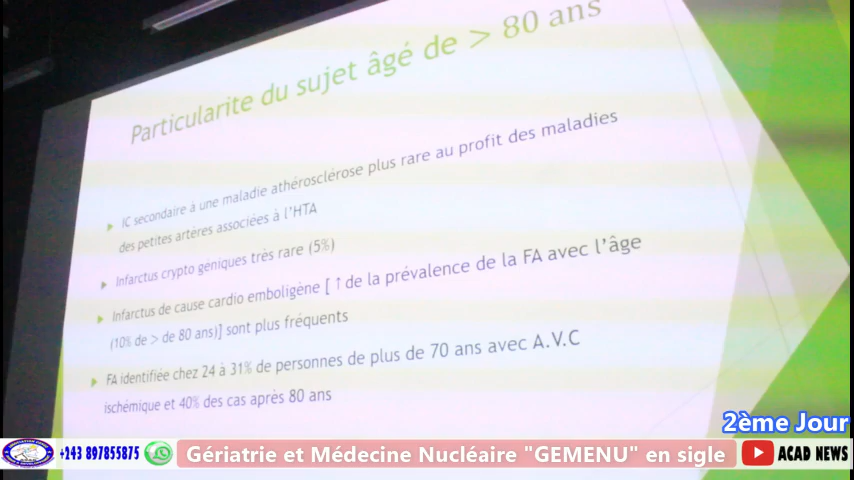 Particularite du sujet âgé de > 80 ans
IC secondaire à une maladie athérosclérose plus rare au profit des maladies
des petites artères associées à l'HTA
Infarctus crypto géniques très rare (5%)
Infarctus de cause cardio emboligène [ ↑ de la prévalence de la FA avec l'âge
(10% de > de 80 ans)] sont plus fréquents
FA identifiée chez 24 à 31% de personnes de plus de 70 ans avec A.V.C
ischémique et 40% des cas après 80 ans
2ème Jour
+243 897855875
Gériatrie et Médecine Nucléaire "GEMENU" en sigle
ACAD NEWS